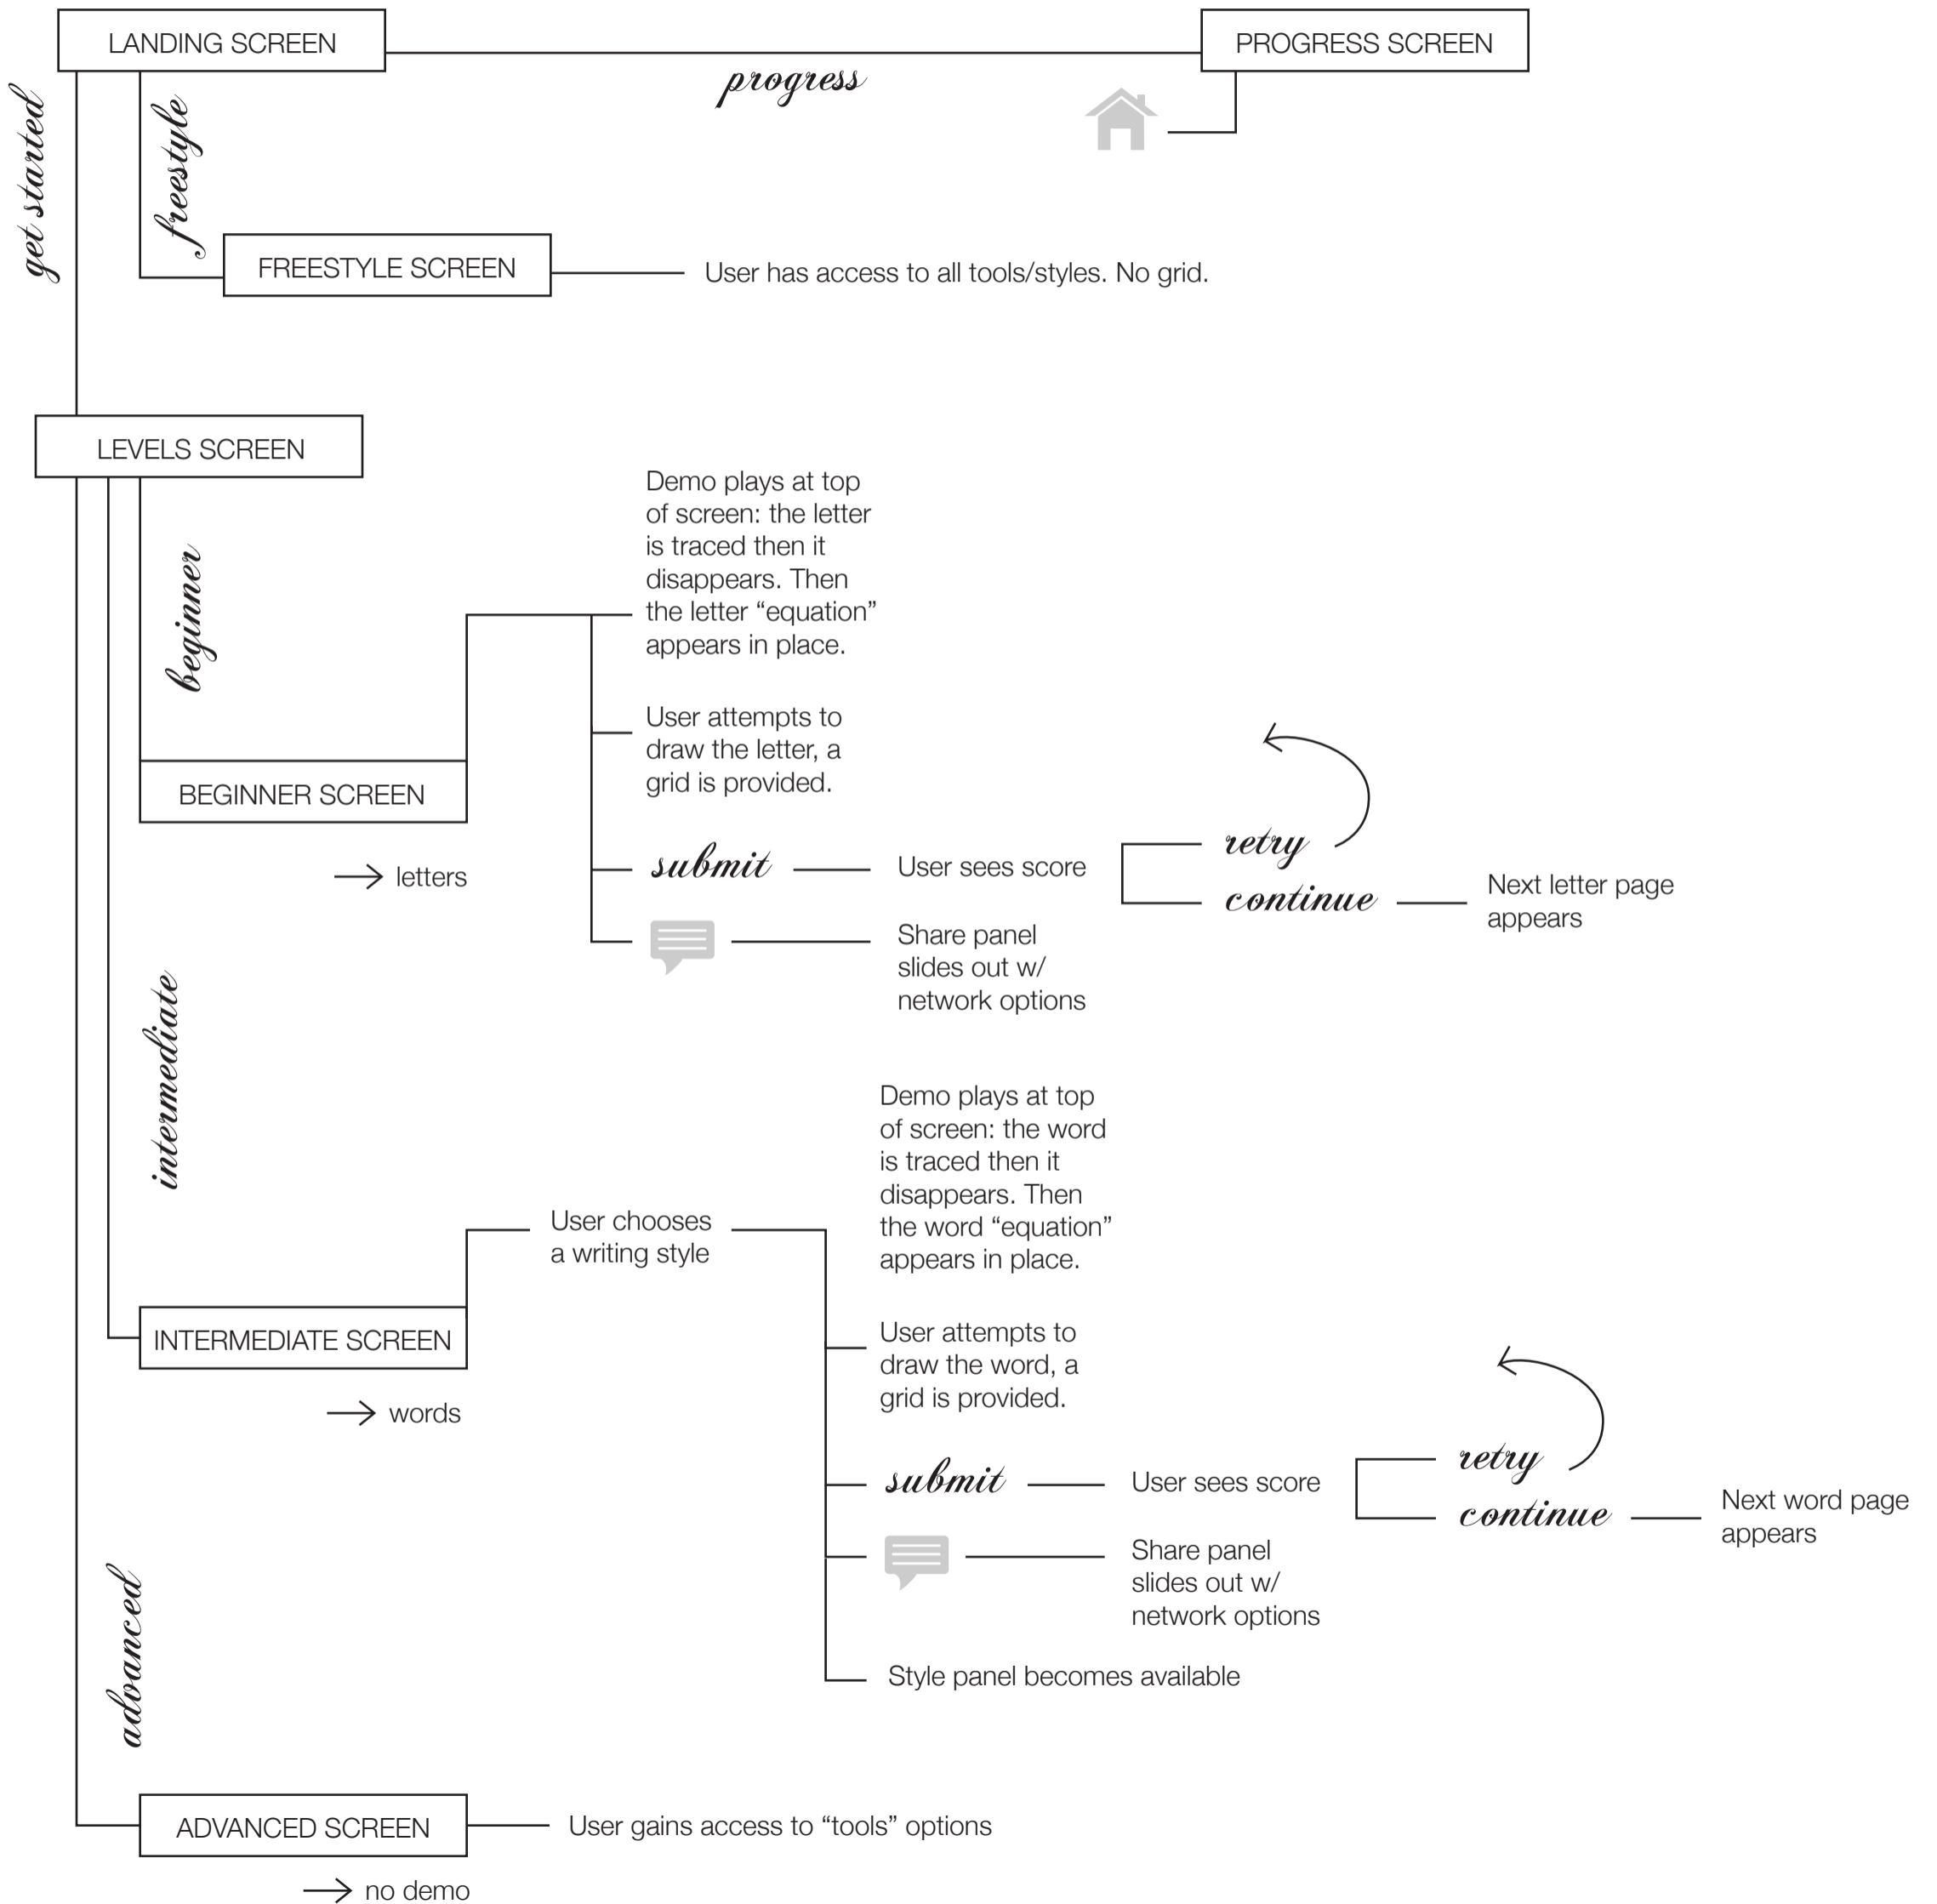 LANDING SCREEN
PROGRESS SCREEN
progress
get started
freestyle
FREESTYLE SCREEN
User has access to all tools/styles. No grid.
LEVELS SCREEN
beginner
Demo plays at top
of screen: the letter
is traced then it
disappears. Then
the letter “equation”
appears in place.
User attempts to
draw the letter, a
grid is provided.
BEGINNER SCREEN
→ letters
submit
User sees score
retry
continue
Next letter page
appears
Share panel
slides out w/
network options
intermediate
Demo plays at top
of screen: the word
is traced then it
disappears. Then
the word “equation”
appears in place.
User chooses
a writing style
INTERMEDIATE SCREEN
→ words
User attempts to
draw the word, a
grid is provided.
submit
User sees score
retry
continue
Next word page
appears
Share panel
slides out w/
network options
Style panel becomes available
advanced
ADVANCED SCREEN
User gains access to “tools” options
→ no demo